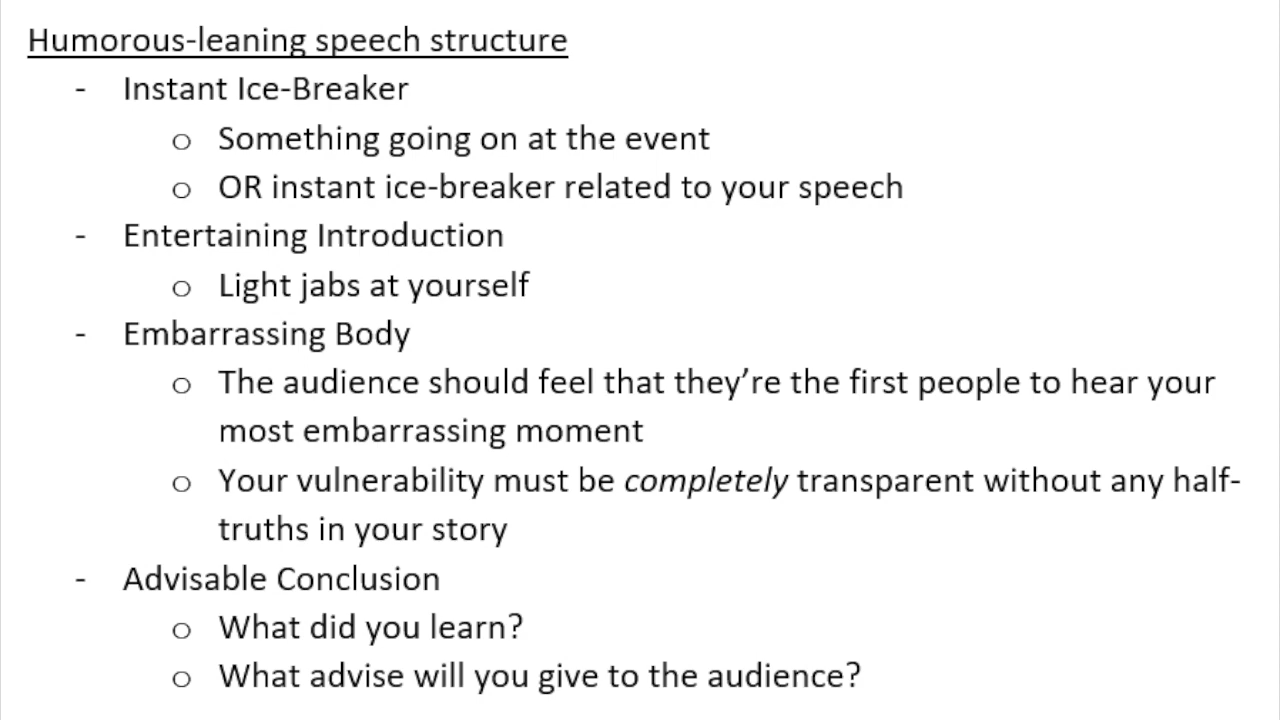 Humorous-leaning speech structure
- Instant Ice-Breaker
o Something going on at the event
o OR instant ice-breaker related to your speech
- Entertaining Introduction
o Light jabs at yourself
- Embarrassing Body
o The audience should feel that they’re the first people to hear your
most embarrassing moment
o Your vulnerability must be completely transparent without any half-
truths in your story
- Advisable Conclusion
o What did you learn?
o What advise will you give to the audience?